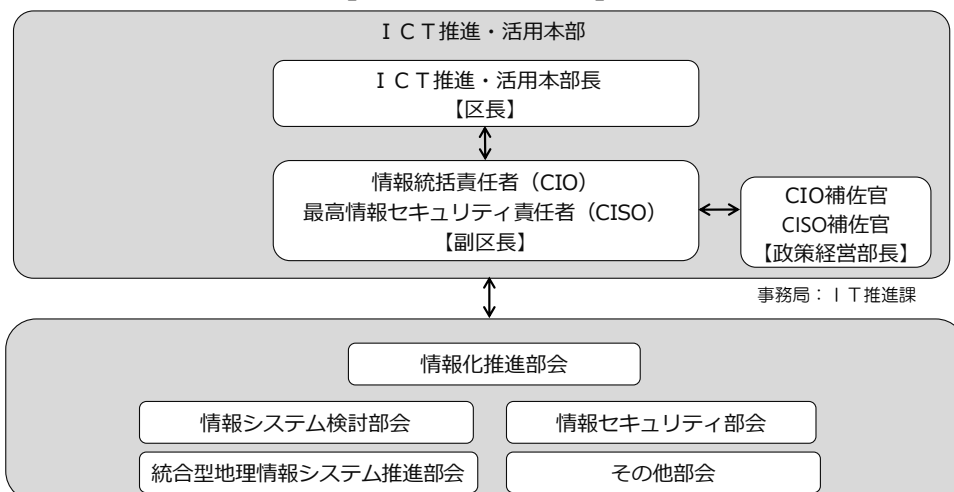 ＩＣＴ推進・活用本部
ＩＣＴ推進・活用本部長
【区長】
情報統括責任者（CIO）
最高情報セキュリティ責任者（CISO）
【副区長】
CIO補佐官
CISO補佐官
【政策経営部長】
事務局：ＩＴ推進課
情報化推進部会
情報システム検討部会
情報セキュリティ部会
統合型地理情報システム推進部会
その他部会